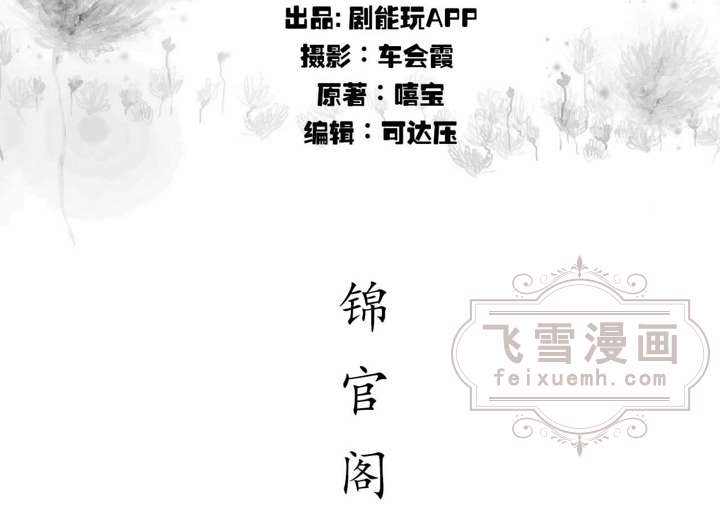 出品: 剧能玩APP
摄影：车会霞
原著：嘻宝
编辑：可达压
锦
官
阁
飞雪漫画
feixuemh.com